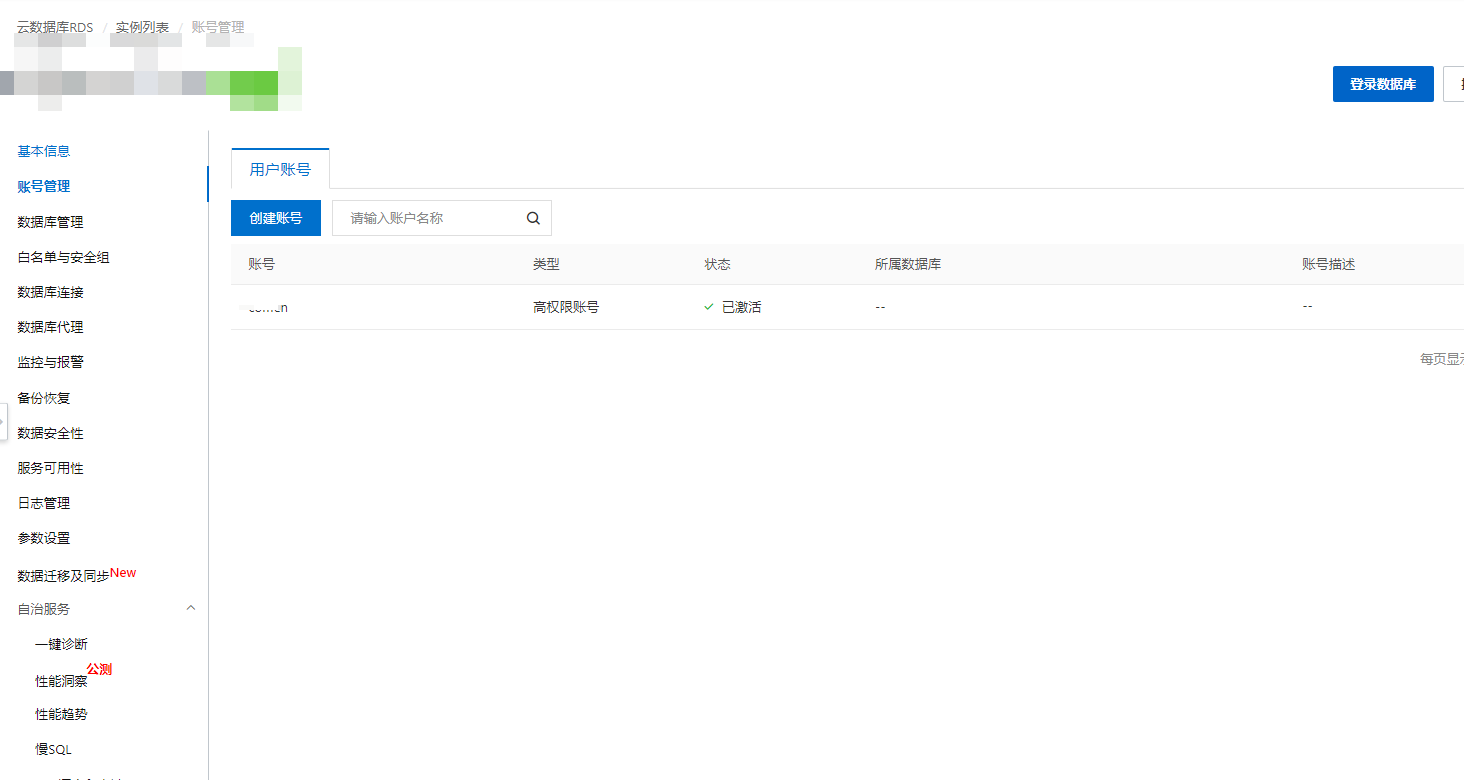 云数据库RDS / 实例列表 / 账号管理
登录数据库
基本信息
账号管理
数据库管理
白名单与安全组
数据库连接
数据库代理
监控与报警
备份恢复
数据安全性
服务可用性
日志管理
参数设置
数据迁移及同步New
自治服务
一键诊断
性能洞察公测
性能趋势
慢SQL
用户账号
创建账号 请输入账户名称
账号 类型 状态 所属数据库 账号描述
高权限账号 已激活 -- --
每页显示